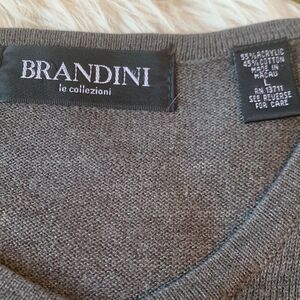 BRANDINI
le collezioni
55% ACRYLIC
45% COTTON
MADE IN
MACAU
L
RN 13711
SEE REVERSE
FOR CARE